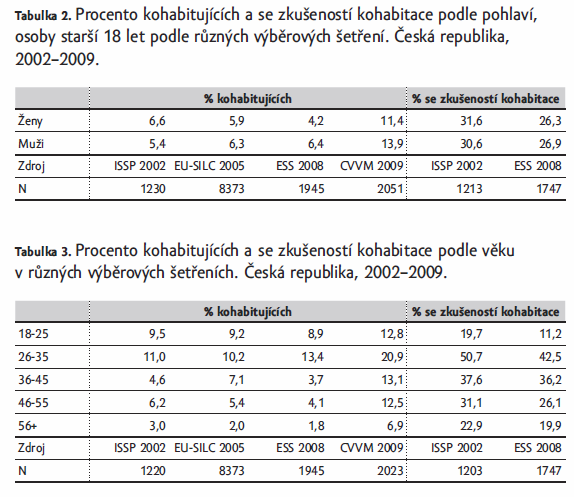 Tabulka 2. Procento kohabitujících a se zkušeností kohabitace podle pohlaví,
osoby starší 18 let podle různých výběrových šetření. Česká republika,
2002–2009.
% kohabitujících % se zkušeností kohabitace
Ženy 6,6 5,9 4,2 11,4 31,6 26,3
Muži 5,4 6,3 6,4 13,9 30,6 26,9
Zdroj ISSP 2002 EU-SILC 2005 ESS 2008 CVVM 2009 ISSP 2002 ESS 2008
N 1230 8373 1945 2051 1213 1747
Tabulka 3. Procento kohabitujících a se zkušeností kohabitace podle věku
v různých výběrových šetřeních. Česká republika, 2002–2009.
% kohabitujících % se zkušeností kohabitace
18-25 9,5 9,2 8,9 12,8 19,7 11,2
26-35 11,0 10,2 13,4 20,9 50,7 42,5
36-45 4,6 7,1 3,7 13,1 37,6 36,2
46-55 6,2 5,4 4,1 12,5 31,1 26,1
56+ 3,0 2,0 1,8 6,9 22,9 19,9
Zdroj ISSP 2002 EU-SILC 2005 ESS 2008 CVVM 2009 ISSP 2002 ESS 2008
N 1220 8373 1945 2023 1203 1747